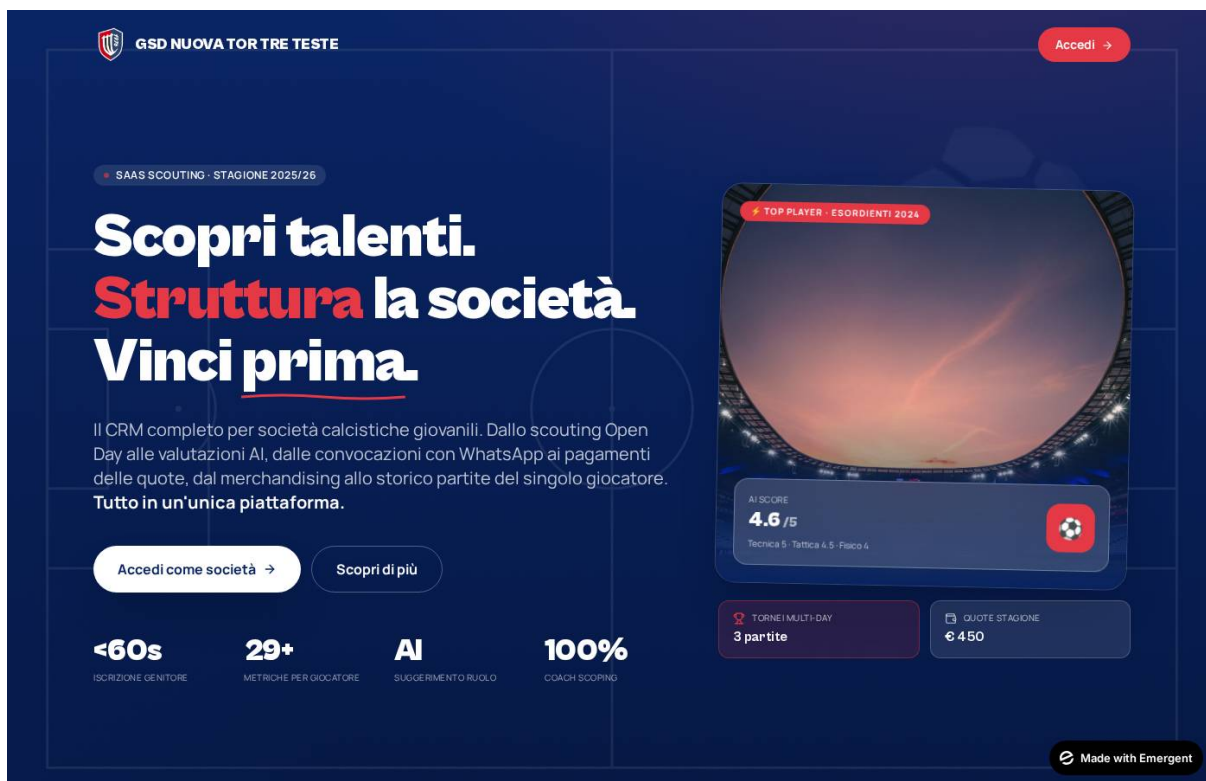 GSD NUOVA TOR TRE TESTE
Accedi →
SAAS SCOUTING · STAGIONE 2025/26
Scopri talenti.
Struttura la società.
Vinci prima.
Il CRM completo per società calcistiche giovanili. Dallo scouting Open
Day alle valutazioni AI, dalle convocazioni con WhatsApp ai pagamenti
delle quote, dal merchandising allo storico partite del singolo giocatore.
Tutto in un'unica piattaforma.
Accedi come società →
Scopri di più
<60s
ISCRIZIONE GENITORE
29+
METRICHE PER GIOCATORE
AI
SUGGERIMENTO RUOLO
100%
COACH SCOPING
⚡ TOP PLAYER · ESORDIENTI 2024
AI SCORE
4.6 /5
Tecnica 5 · Tattica 4.5 · Fisico 4
TORNEI MULTI-DAY
3 partite
QUOTE STAGIONE
€ 450
Made with Emergent